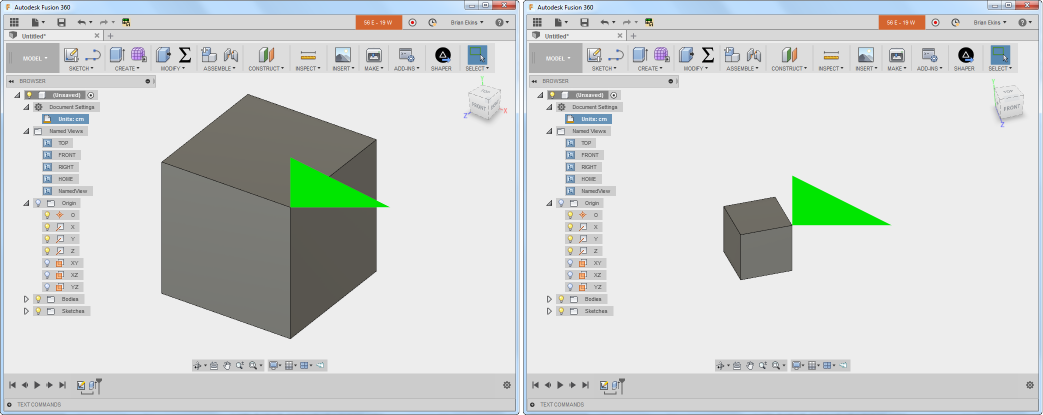 Autodesk Fusion 360
56 E - 19 W
Brian Ekins
Untitled*
MODEL
SKETCH
CREATE
MODIFY
ASSEMBLE
CONSTRUCT
INSPECT
INSERT
MAKE
ADD-INS
SHAPER
SELECT
BROWSER
(Unsaved)
Document Settings
Units: cm
Named Views
TOP
FRONT
RIGHT
HOME
NamedView
Origin
O
X
Y
Z
XY
XZ
YZ
Bodies
Sketches
TOP
FRONT
Y
X
Z
TEXT COMMANDS
Autodesk Fusion 360
56 E - 19 W
Brian Ekins
Untitled*
MODEL
SKETCH
CREATE
MODIFY
ASSEMBLE
CONSTRUCT
INSPECT
INSERT
MAKE
ADD-INS
SHAPER
SELECT
BROWSER
(Unsaved)
Document Settings
Units: cm
Named Views
TOP
FRONT
RIGHT
HOME
NamedView
Origin
O
X
Y
Z
XY
XZ
YZ
Bodies
Sketches
TOP
FRONT
Y
Z
TEXT COMMANDS